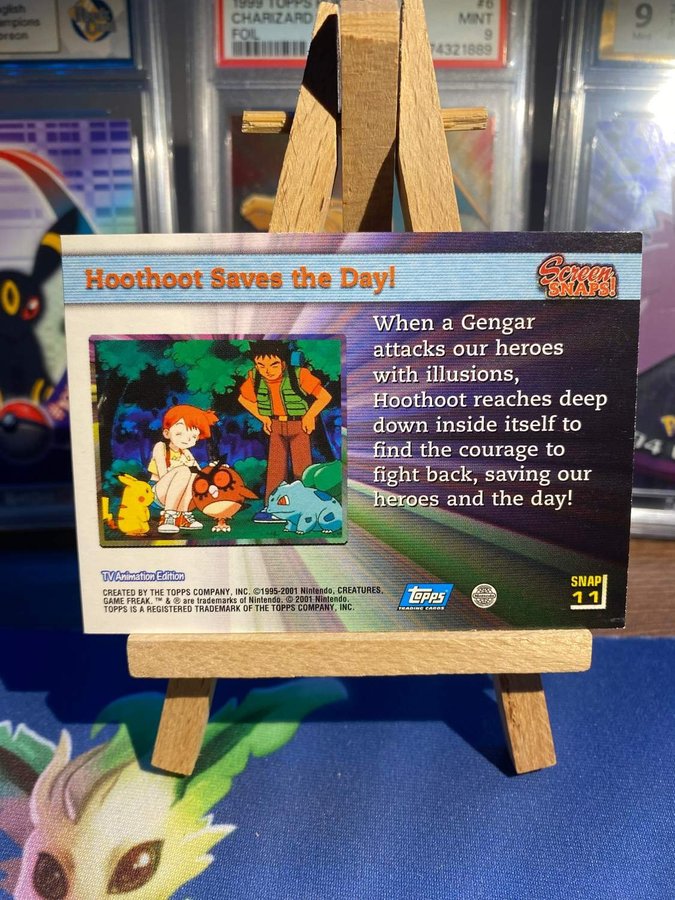 English
1999 TOPPS
CHARIZARD
FOIL
#6
MINT
9
74321889
9
Hoothoot Saves the Day!
Screen
SNAPS!
When a Gengar
attacks our heroes
with illusions,
Hoothoot reaches deep
down inside itself to
find the courage to
fight back, saving our
heroes and the day!
TV Animation Edition
CREATED BY THE TOPPS COMPANY, INC. ©1995-2001 Nintendo, CREATURES,
GAME FREAK. ™ & ® are trademarks of Nintendo. © 2001 Nintendo.
TOPPS IS A REGISTERED TRADEMARK OF THE TOPPS COMPANY, INC.
Topps
TRADING CARDS
SNAP
11